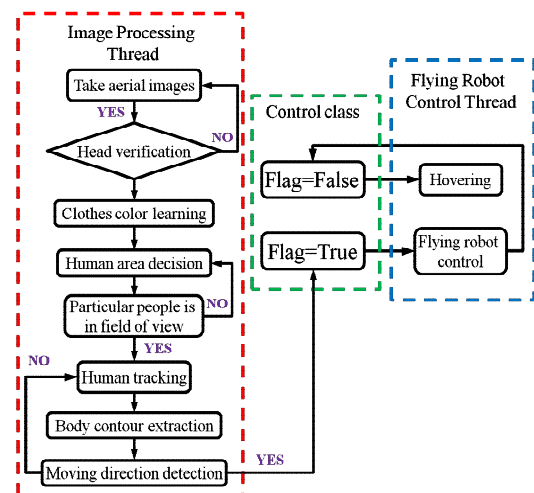 Image Processing
Thread
Take aerial images
YES
NO
Head verification
Clothes color learning
Human area decision
NO
Particular people is
in field of view
YES
NO
Human tracking
Body contour extraction
Moving direction detection
YES
Control class
Flag=False
Flag=True
Flying Robot
Control Thread
Hovering
Flying robot
control